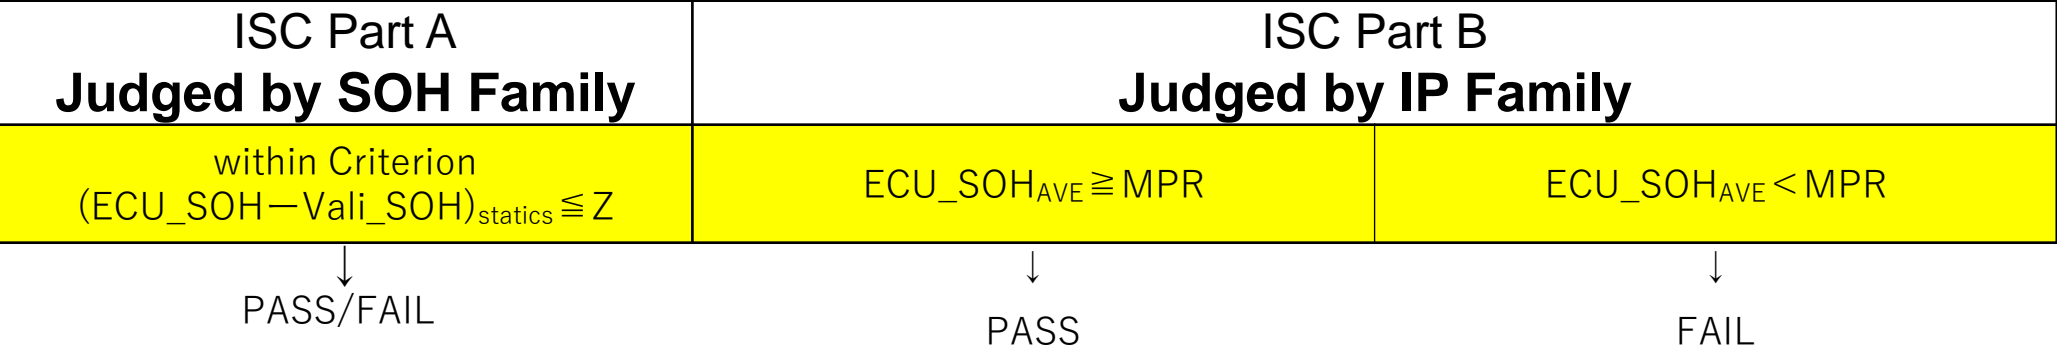 ISC Part A
Judged by SOH Family
ISC Part B
Judged by IP Family
within Criterion
(ECU_SOH－Vali_SOH)statics≦Z
ECU_SOHAVE≧MPR
ECU_SOHAVE＜MPR
↓
↓
↓
PASS/FAIL
PASS
FAIL